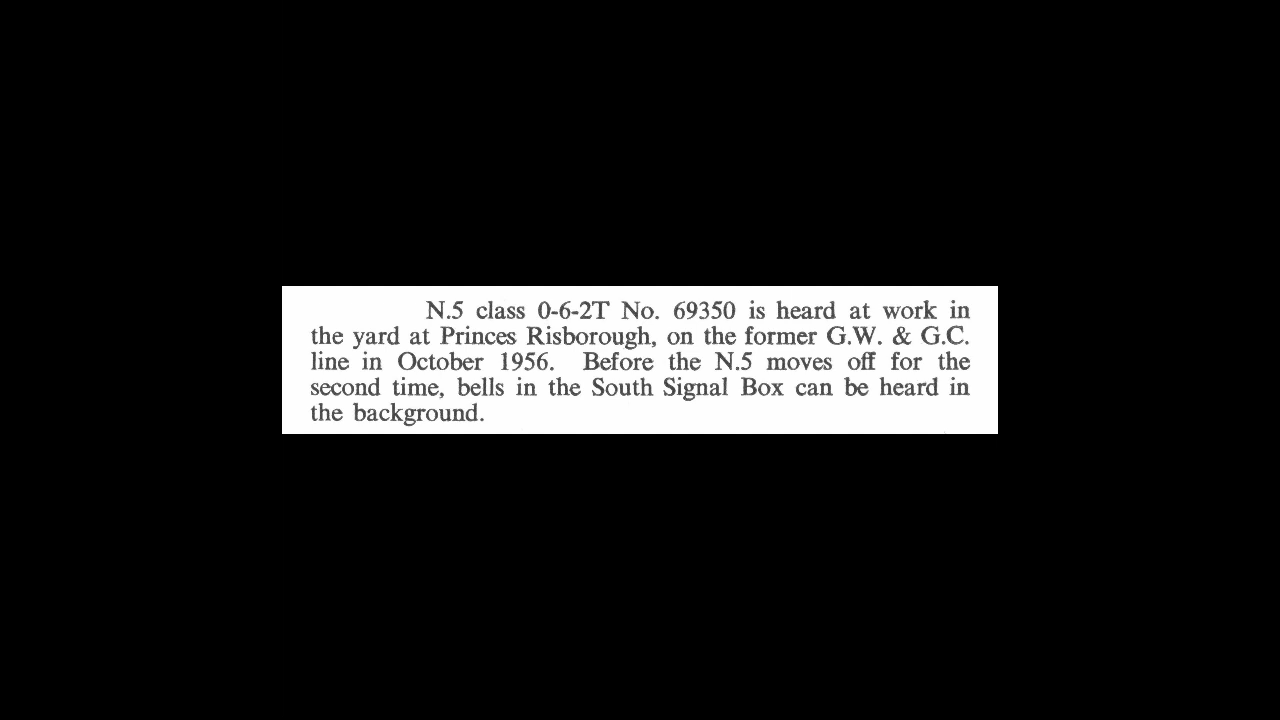 N.5 class 0-6-2T No. 69350 is heard at work in
the yard at Princes Risborough, on the former G.W. & G.C.
line in October 1956. Before the N.5 moves off for the
second time, bells in the South Signal Box can be heard in
the background.